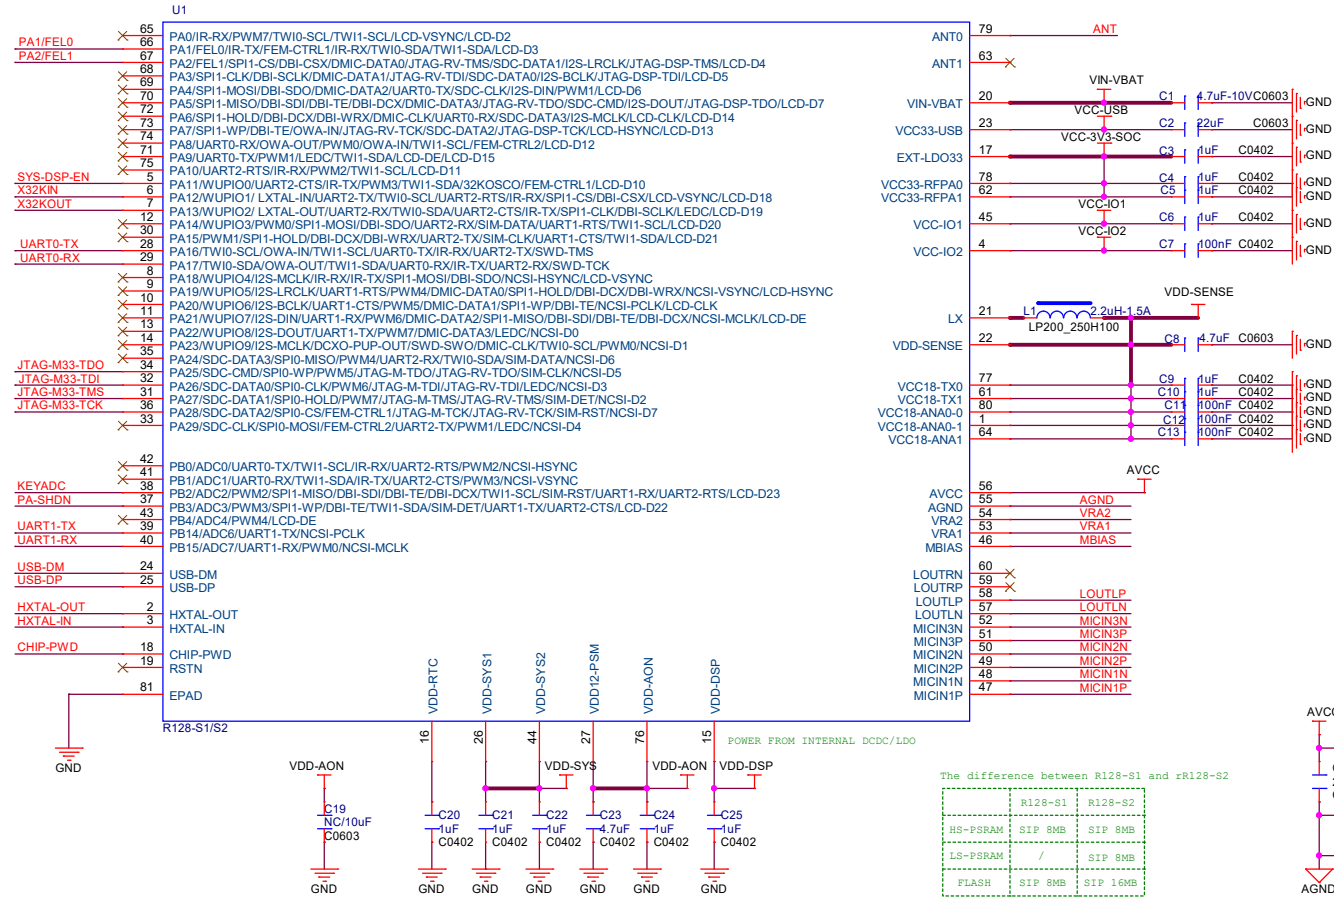 U1
65 PA0/IR-RX/PWM7/TWI0-SCL/TWI1-SCL/LCD-VSYNC/LCD-D2
PA1/FEL0 66 PA1/FEL0/IR-TX/FEM-CTRL1/IR-RX/TWI0-SDA/TWI1-SDA/LCD-D3
PA2/FEL1 67 PA2/FEL1/SPI1-CS/DBI-CSX/DMIC-DATA0/JTAG-RV-TMS/SDC-DATA1/I2S-LRCLK/JTAG-DSP-TMS/LCD-D4
68 PA3/SPI1-CLK/DBI-SCLK/DMIC-DATA1/JTAG-RV-TDI/SDC-DATA0/I2S-BCLK/JTAG-DSP-TDI/LCD-D5
69 PA4/SPI1-MOSI/DBI-SDO/DMIC-DATA2/UART0-TX/SDC-CLK/I2S-DIN/PWM1/LCD-D6
70 PA5/SPI1-MISO/DBI-SDI/DBI-TE/DBI-DCX/DMIC-DATA3/JTAG-RV-TDO/SDC-CMD/I2S-DOUT/JTAG-DSP-TDO/LCD-D7
72 PA6/SPI1-HOLD/DBI-DCX/DBI-WRX/DMIC-CLK/UART0-RX/SDC-DATA3/I2S-MCLK/LCD-CLK/LCD-D14
73 PA7/SPI1-WP/DBI-TE/OWA-IN/JTAG-RV-TCK/SDC-DATA2/JTAG-DSP-TCK/LCD-HSYNC/LCD-D13
74 PA8/UART0-RX/OWA-OUT/PWM0/OWA-IN/TWI1-SCL/FEM-CTRL2/LCD-D12
71 PA9/UART0-TX/PWM1/LEDC/TWI1-SDA/LCD-DE/LCD-D15
75 PA10/UART2-RTS/IR-RX/PWM2/TWI1-SCL/LCD-D11
SYS-DSP-EN 5 PA11/WUPIO0/UART2-CTS/IR-TX/PWM3/TWI1-SDA/32KOSCO/FEM-CTRL1/LCD-D10
X32KIN 6 PA12/WUPIO1/ LXTAL-IN/UART2-TX/TWI0-SCL/UART2-RTS/IR-RX/SPI1-CS/DBI-CSX/LCD-VSYNC/LCD-D18
X32KOUT 7 PA13/WUPIO2/ LXTAL-OUT/UART2-RX/TWI0-SDA/UART2-CTS/IR-TX/SPI1-CLK/DBI-SCLK/LEDC/LCD-D19
12 PA14/WUPIO3/PWM0/SPI1-MOSI/DBI-SDO/UART2-RX/SIM-DATA/UART1-RTS/TWI1-SCL/LCD-D20
30 PA15/PWM1/SPI1-HOLD/DBI-DCX/DBI-WRX/UART2-TX/SIM-CLK/UART1-CTS/TWI1-SDA/LCD-D21
UART0-TX 28 PA16/TWI0-SCL/OWA-IN/TWI1-SCL/UART0-TX/IR-RX/UART2-TX/SWD-TMS
UART0-RX 29 PA17/TWI0-SDA/OWA-OUT/TWI1-SDA/UART0-RX/IR-TX/UART2-RX/SWD-TCK
8 PA18/WUPIO4/I2S-MCLK/IR-RX/IR-TX/SPI1-MOSI/DBI-SDO/NCSI-HSYNC/LCD-VSYNC
9 PA19/WUPIO5/I2S-LRCLK/UART1-RTS/PWM4/DMIC-DATA0/SPI1-HOLD/DBI-DCX/DBI-WRX/NCSI-VSYNC/LCD-HSYNC
10 PA20/WUPIO6/I2S-BCLK/UART1-CTS/PWM5/DMIC-DATA1/SPI1-WP/DBI-TE/NCSI-PCLK/LCD-CLK
11 PA21/WUPIO7/I2S-DIN/UART1-RX/PWM6/DMIC-DATA2/SPI1-MISO/DBI-SDI/DBI-TE/DBI-DCX/NCSI-MCLK/LCD-DE
13 PA22/WUPIO8/I2S-DOUT/UART1-TX/PWM7/DMIC-DATA3/LEDC/NCSI-D0
14 PA23/WUPIO9/I2S-MCLK/DCXO-PUP-OUT/SWD-SWO/DMIC-CLK/TWI0-SCL/PWM0/NCSI-D1
35 PA24/SDC-DATA3/SPI0-MISO/PWM4/UART2-RX/TWI0-SDA/SIM-DATA/NCSI-D6
JTAG-M33-TDO 34 PA25/SDC-CMD/SPI0-WP/PWM5/JTAG-M-TDO/JTAG-RV-TDO/SIM-CLK/NCSI-D5
JTAG-M33-TDI 32 PA26/SDC-DATA0/SPI0-CLK/PWM6/JTAG-M-TDI/JTAG-RV-TDI/LEDC/NCSI-D3
JTAG-M33-TMS 31 PA27/SDC-DATA1/SPI0-HOLD/PWM7/JTAG-M-TMS/JTAG-RV-TMS/SIM-DET/NCSI-D2
JTAG-M33-TCK 36 PA28/SDC-DATA2/SPI0-CS/FEM-CTRL1/JTAG-M-TCK/JTAG-RV-TCK/SIM-RST/NCSI-D7
33 PA29/SDC-CLK/SPI0-MOSI/FEM-CTRL2/UART2-TX/PWM1/LEDC/NCSI-D4
42 PB0/ADC0/UART0-TX/TWI1-SCL/IR-RX/UART2-RTS/PWM2/NCSI-HSYNC
41 PB1/ADC1/UART0-RX/TWI1-SDA/IR-TX/UART2-CTS/PWM3/NCSI-VSYNC
KEYADC 38 PB2/ADC2/PWM2/SPI1-MISO/DBI-SDI/DBI-TE/DBI-DCX/TWI1-SCL/SIM-RST/UART1-RX/UART2-RTS/LCD-D23
PA-SHDN 37 PB3/ADC3/PWM3/SPI1-WP/DBI-TE/TWI1-SDA/SIM-DET/UART1-TX/UART2-CTS/LCD-D22
43 PB4/ADC4/PWM4/LCD-DE
UART1-TX 39 PB14/ADC6/UART1-TX/NCSI-PCLK
UART1-RX 40 PB15/ADC7/UART1-RX/PWM0/NCSI-MCLK
USB-DM 24 USB-DM
USB-DP 25 USB-DP
HXTAL-OUT 2 HXTAL-OUT
HXTAL-IN 3 HXTAL-IN
CHIP-PWD 18 CHIP-PWD
19 RSTN
81 EPAD
R128-S1/S2
GND
ANT0 79 ANT
ANT1 63
VIN-VBAT
VIN-VBAT 20 C1 4.7uF-10V C0603 GND
VCC-USB
VCC33-USB 23 C2 22uF C0603 GND
VCC-3V3-SOC
EXT-LDO33 17 C3 1uF C0402 GND
VCC33-RFPA0 78 C4 1uF C0402 GND
VCC33-RFPA1 62 C5 1uF C0402 GND
VCC-IO1
VCC-IO1 45 C6 1uF C0402 GND
VCC-IO2
VCC-IO2 4 C7 100nF C0402 GND
VDD-SENSE
LX 21 L1 2.2uH-1.5A
LP200_250H100
VDD-SENSE 22 C8 4.7uF C0603 GND
VCC18-TX0 77 C9 1uF C0402 GND
VCC18-TX1 61 C10 1uF C0402 GND
VCC18-ANA0-0 80 C11 100nF C0402 GND
VCC18-ANA0-1 1 C12 100nF C0402 GND
VCC18-ANA1 64 C13 100nF C0402 GND
AVCC
AVCC 56
AGND 55 AGND
VRA2 54 VRA2
VRA1 53 VRA1
MBIAS 46 MBIAS
LOUTRN 60
LOUTRP 59
LOUTLP 58 LOUTLP
LOUTLN 57 LOUTLN
MICIN3N 52 MICIN3N
MICIN3P 51 MICIN3P
MICIN2N 50 MICIN2N
MICIN2P 49 MICIN2P
MICIN1N 48 MICIN1N
MICIN1P 47 MICIN1P
VDD-RTC VDD-SYS1 VDD-SYS2 VDD12-PSM VDD-AON VDD-DSP
16 26 44 27 76 15
POWER FROM INTERNAL DCDC/LDO
VDD-AON VDD-SYS VDD-AON VDD-DSP
C19 C20 C21 C22 C23 C24 C25
NC/10uF 1uF 1uF 1uF 4.7uF 1uF 1uF
C0603 C0402 C0402 C0402 C0402 C0402 C0402
GND GND GND GND GND GND GND
The difference between R128-S1 and rR128-S2
R128-S1 R128-S2
HS-PSRAM SIP 8MB SIP 8MB
LS-PSRAM / SIP 8MB
FLASH SIP 8MB SIP 16MB
AVCC
AGND